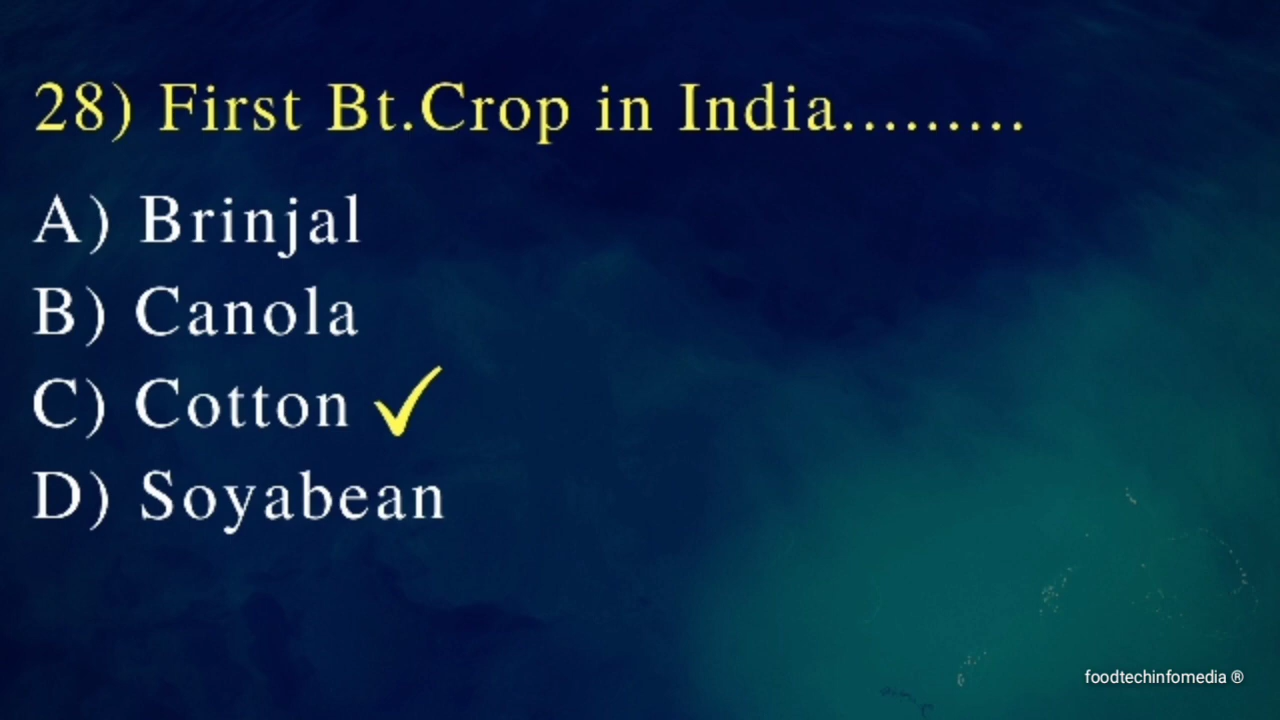 28) First Bt.Crop in India.........
A) Brinjal
B) Canola
C) Cotton ✓
D) Soyabean
foodtechinfomedia ®